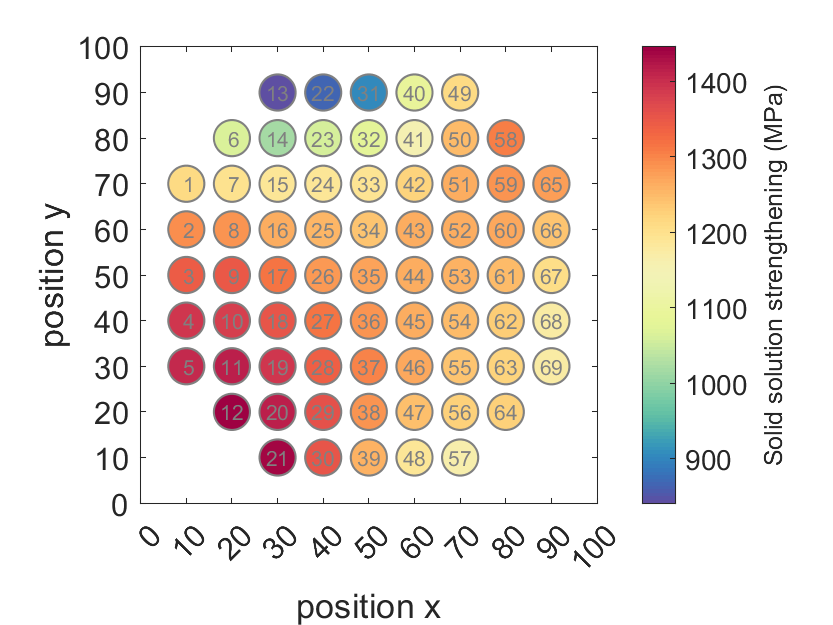 100
90
80
70
60
50
40
30
20
10
0
position y
13 22 31 40 49
6 14 23 32 41 50 58
1 7 15 24 33 42 51 59 65
2 8 16 25 34 43 52 60 66
3 9 17 26 35 44 53 61 67
4 10 18 27 36 45 54 62 68
5 11 19 28 37 46 55 63 69
12 20 29 38 47 56 64
21 30 39 48 57
0 10 20 30 40 50 60 70 80 90 100
position x
1400
1300
1200
1100
1000
900
Solid solution strengthening (MPa)